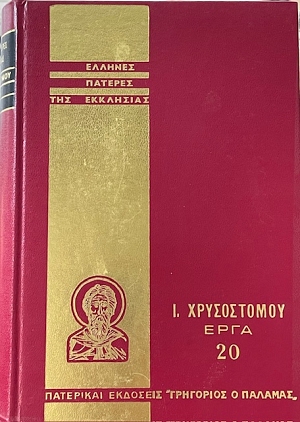 ΕΛΛΗΝΕΣ
ΠΑΤΕΡΕΣ
ΤΗΣ ΕΚΚΛΗΣΙΑΣ
Ι. ΧΡΥΣΟΣΤΟΜΟΥ
ΕΡΓΑ
20
ΠΑΤΕΡΙΚΑΙ ΕΚΔΟΣΕΙΣ "ΓΡΗΓΟΡΙΟΣ Ο ΠΑΛΑΜΑΣ„